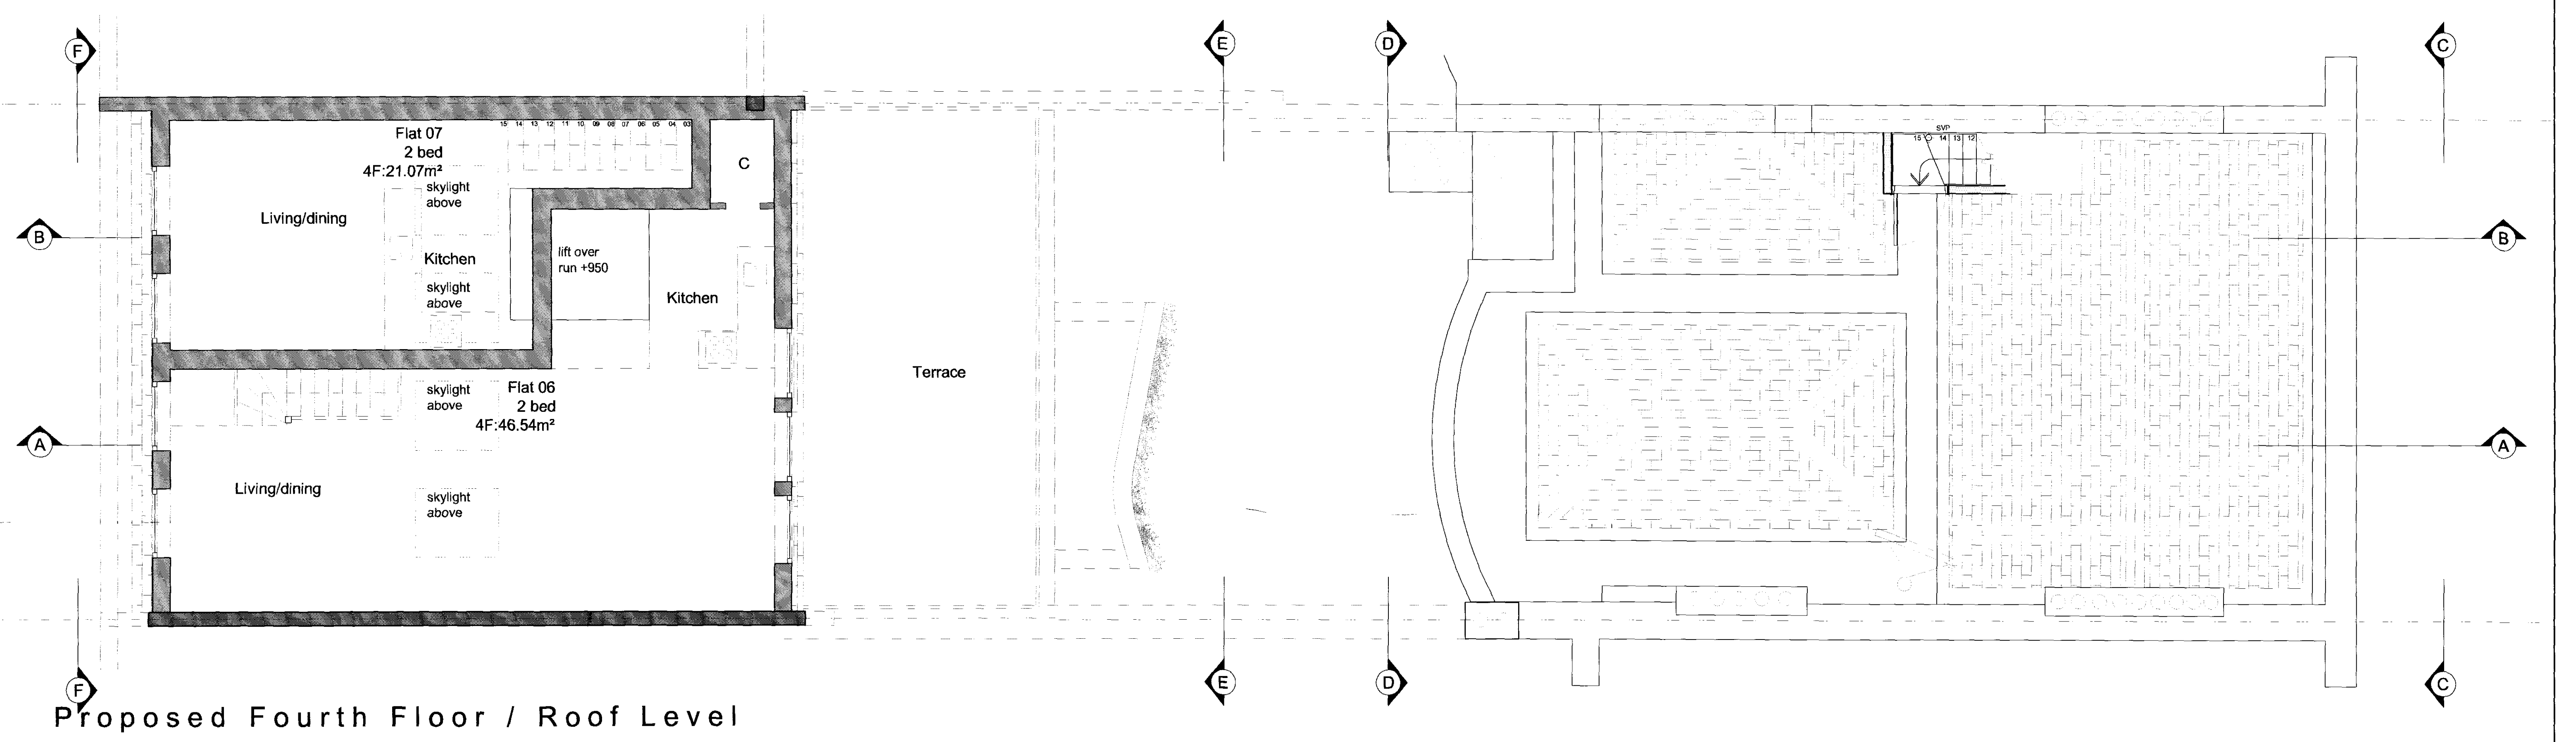 F
E
D
C
Flat 07
2 bed
4F:21.07m²
15 14 13 12 11 10 09 08 07 06 05 04 03
C
SVP
15 14 13 12
skylight
above
Living/dining
B
B
lift over
run +950
Kitchen
skylight
above
Kitchen
Terrace
skylight
above
Flat 06
2 bed
4F:46.54m²
A
A
Living/dining
skylight
above
F
E
D
C
Proposed Fourth Floor / Roof Level